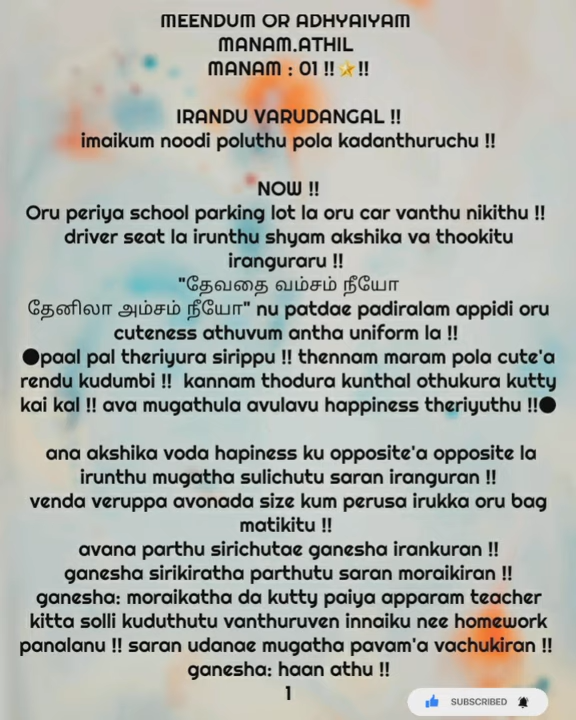 MEENDUM OR ADHYAIYAM
MANAM.ATHIL
MANAM : 01 !!⭐!!
IRANDU VARUDANGAL !!
imaikum noodi poluthu pola kadanthuruchu !!
NOW !!
Oru periya school parking lot la oru car vanthu nikithu !!
driver seat la irunthu shyam akshika va thookitu
iranguraru !!
"தேவதை வம்சம் நீயோ
தேனிலா அம்சம் நீயோ" nu patdae padiralam appidi oru
cuteness athuvum antha uniform la !!
●paal pal theriyura sirippu !! thennam maram pola cute'a
rendu kudumbi !! kannam thodura kunthal othukura kutty
kai kal !! ava mugathula avulavu happiness theriyuthu !!●
ana akshika voda hapiness ku opposite'a opposite la
irunthu mugatha sulichutu saran iranguran !!
venda veruppa avonada size kum perusa irukka oru bag
matikitu !!
avana parthu sirichutae ganesha irankuran !!
ganesha sirikiratha parthutu saran moraikiran !!
ganesha: moraikatha da kutty paiya apparam teacher
kitta solli kuduthutu vanthuruven innaiku nee homework
panalanu !! saran udanae mugatha pavam'a vachukiran !!
ganesha: haan athu !!
1
SUBSCRIBED